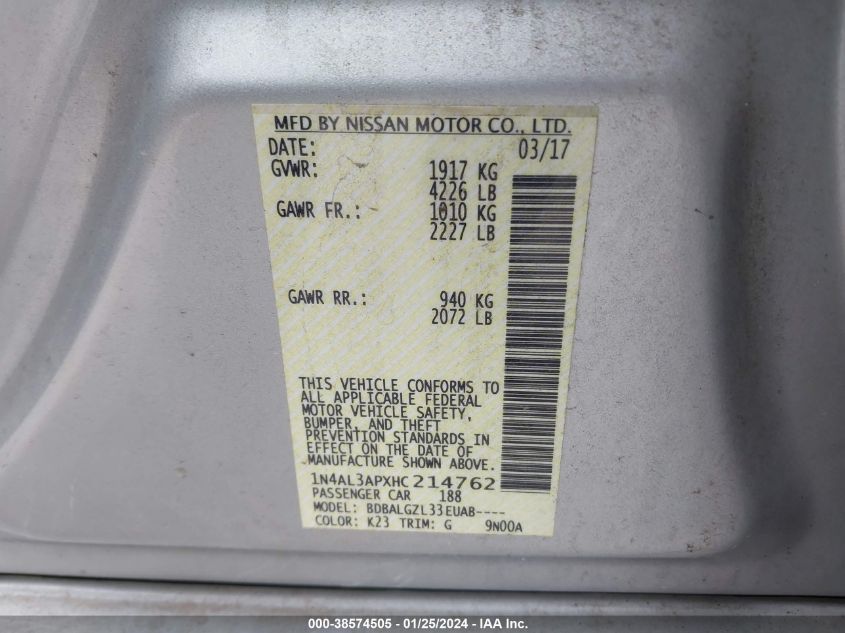 MFD BY NISSAN MOTOR CO., LTD.
DATE: 03/17
GVWR: 1917 KG
4226 LB
GAWR FR.: 1010 KG
2227 LB
GAWR RR.: 940 KG
2072 LB
THIS VEHICLE CONFORMS TO
ALL APPLICABLE FEDERAL
MOTOR VEHICLE SAFETY,
BUMPER, AND THEFT
PREVENTION STANDARDS IN
EFFECT ON THE DATE OF
MANUFACTURE SHOWN ABOVE.
1N4AL3APXHC214762
PASSENGER CAR 188
MODEL: BDBALGZL33EUAB----
COLOR: K23 TRIM: G 9N00A
000-38574505 - 01/25/2024 - IAA Inc.